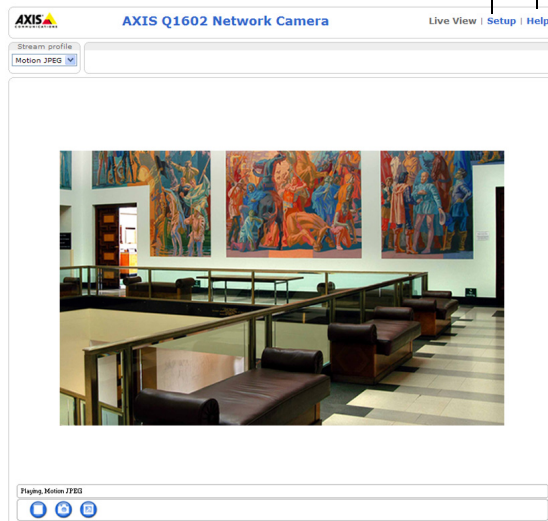 AXIS
COMMUNICATIONS
AXIS Q1602 Network Camera
Live View | Setup | Help
Stream profile
Motion JPEG
Playing, Motion JPEG